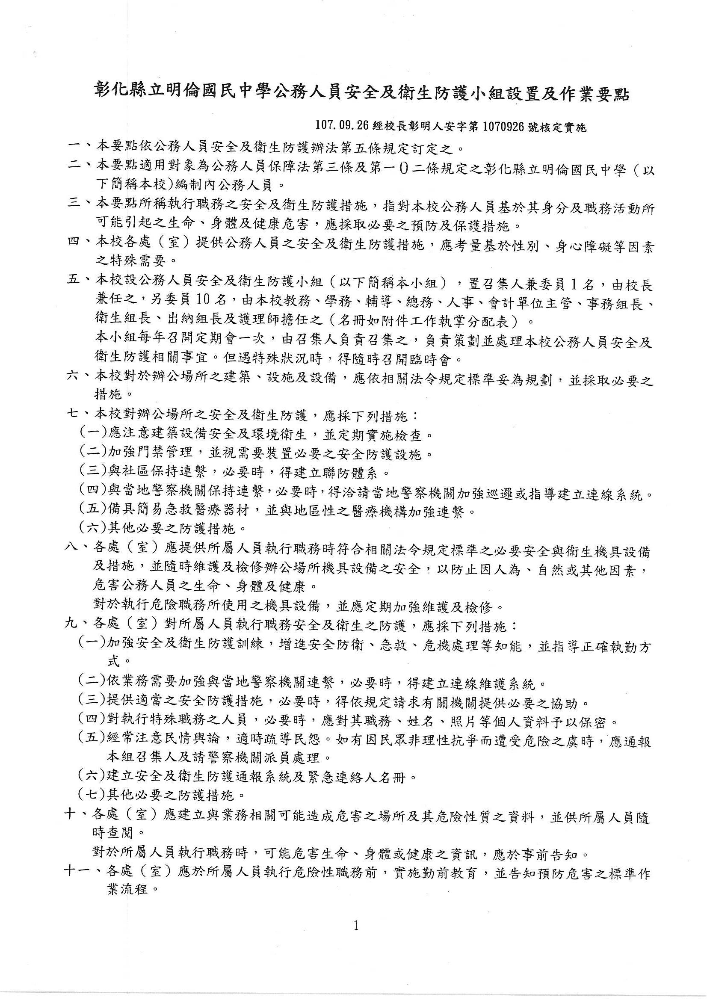 彰化縣立明倫國民中學公務人員安全及衛生防護小組設置及作業要點
107.09.26 經校長彰明人安字第 1070926 號核定實施
一、本要點依公務人員安全及衛生防護辦法第五條規定訂定之。
二、本要點適用對象為公務人員保障法第三條及第一0二條規定之彰化縣立明倫國民中學（以
下簡稱本校)編制內公務人員。
三、本要點所稱執行職務之安全及衛生防護措施，指對本校公務人員基於其身分及職務活動所
可能引起之生命、身體及健康危害，應採取必要之預防及保護措施。
四、本校各處（室）提供公務人員之安全及衛生防護措施，應考量基於性別、身心障礙等因素
之特殊需要。
五、本校設公務人員安全及衛生防護小組（以下簡稱本小組），置召集人兼委員 1 名，由校長
兼任之，另委員 10 名，由本校教務、學務、輔導、總務、人事、會計單位主管、事務組長、
衛生組長、出納組長及護理師擔任之（名冊如附件工作執掌分配表）。
本小組每年召開定期會一次，由召集人負責召集之，負責策劃並處理本校公務人員安全及
衛生防護相關事宜。但遇特殊狀況時，得隨時召開臨時會。
六、本校對於辦公場所之建築、設施及設備，應依相關法令規定標準妥為規劃，並採取必要之
措施。
七、本校對辦公場所之安全及衛生防護，應採下列措施：
(一)應注意建築設備安全及環境衛生，並定期實施檢查。
(二)加強門禁管理，並視需要裝置必要之安全防護設施。
(三)與社區保持連繫，必要時，得建立聯防體系。
(四)與當地警察機關保持連繫，必要時，得洽請當地警察機關加強巡邏或指導建立連線系統。
(五)備具簡易急救醫療器材，並與地區性之醫療機構加強連繫。
(六)其他必要之防護措施。
八、各處（室）應提供所屬人員執行職務時符合相關法令規定標準之必要安全與衛生機具設備
及措施，並隨時維護及檢修辦公場所機具設備之安全，以防止因人為、自然或其他因素，
危害公務人員之生命、身體及健康。
對於執行危險職務所使用之機具設備，並應定期加強維護及檢修。
九、各處（室）對所屬人員執行職務安全及衛生之防護，應採下列措施：
(一)加強安全及衛生防護訓練，增進安全防衛、急救、危機處理等知能，並指導正確執勤方
式。
(二)依業務需要加強與當地警察機關連繫，必要時，得建立連線維護系統。
(三)提供適當之安全防護措施，必要時，得依規定請求有關機關提供必要之協助。
(四)對執行特殊職務之人員，必要時，應對其職務、姓名、照片等個人資料予以保密。
(五)經常注意民情輿論，適時疏導民怨。如有因民眾非理性抗爭而遭受危險之虞時，應通報
本組召集人及請警察機關派員處理。
(六)建立安全及衛生防護通報系統及緊急連絡人名冊。
(七)其他必要之防護措施。
十、各處（室）應建立與業務相關可能造成危害之場所及其危險性質之資料，並供所屬人員隨
時查閱。
對於所屬人員執行職務時，可能危害生命、身體或健康之資訊，應於事前告知。
十一、各處（室）應於所屬人員執行危險性職務前，實施勤前教育，並告知預防危害之標準作
業流程。
1